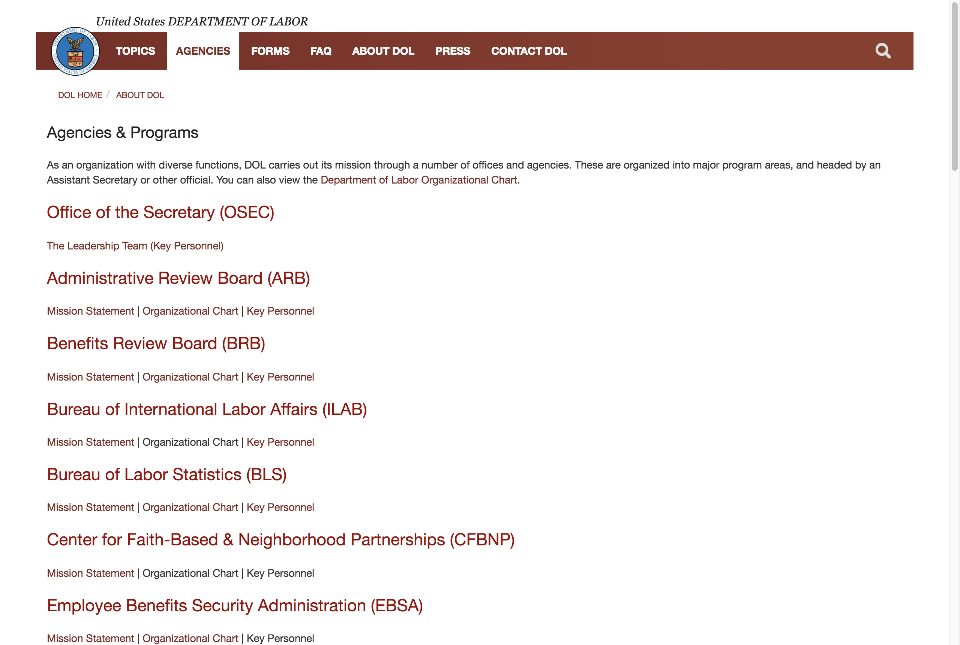 United States DEPARTMENT OF LABOR
TOPICS AGENCIES FORMS FAQ ABOUT DOL PRESS CONTACT DOL
DOL HOME / ABOUT DOL
Agencies & Programs
As an organization with diverse functions, DOL carries out its mission through a number of offices and agencies. These are organized into major program areas, and headed by an
Assistant Secretary or other official. You can also view the Department of Labor Organizational Chart.
Office of the Secretary (OSEC)
The Leadership Team (Key Personnel)
Administrative Review Board (ARB)
Mission Statement | Organizational Chart | Key Personnel
Benefits Review Board (BRB)
Mission Statement | Organizational Chart | Key Personnel
Bureau of International Labor Affairs (ILAB)
Mission Statement | Organizational Chart | Key Personnel
Bureau of Labor Statistics (BLS)
Mission Statement | Organizational Chart | Key Personnel
Center for Faith-Based & Neighborhood Partnerships (CFBNP)
Mission Statement | Organizational Chart | Key Personnel
Employee Benefits Security Administration (EBSA)
Mission Statement | Organizational Chart | Key Personnel